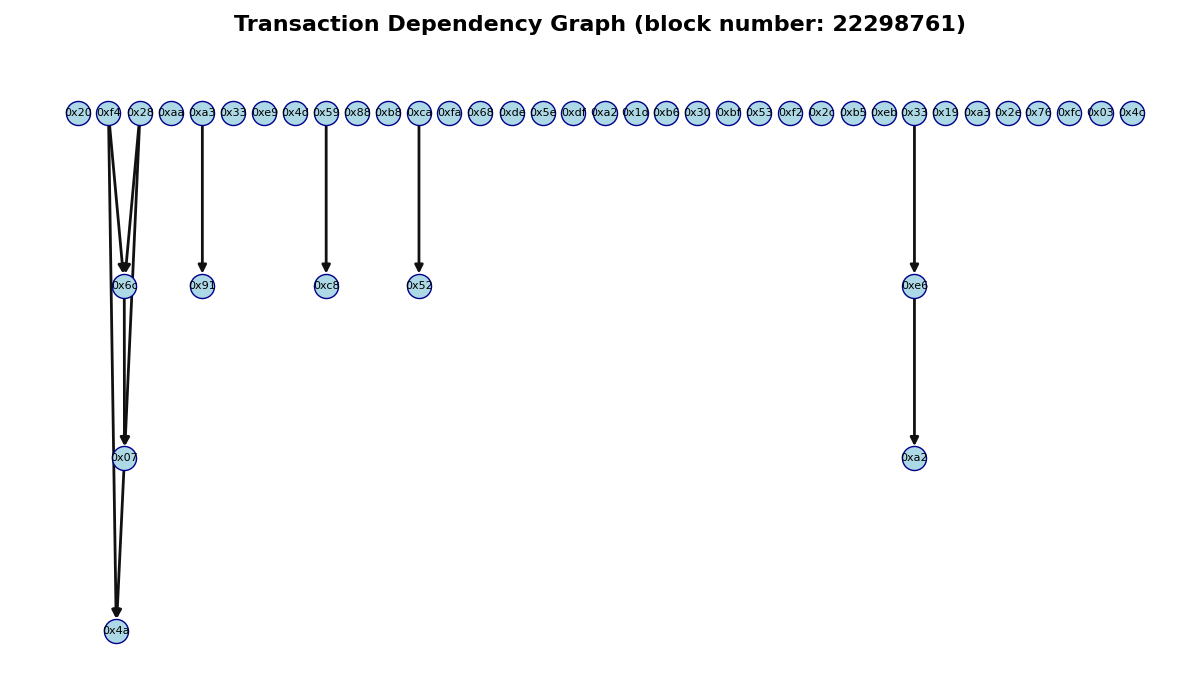 Transaction Dependency Graph (block number: 22298761)
0x20 0xf4 0x28 0xaa 0xa3 0x33 0xe9 0x4d 0x59 0x88 0xb8 0xca 0xfa 0x68 0xde 0x5e 0xdf 0xa2 0x1d 0xb6 0x30 0xbf 0x53 0xf2 0x2c 0xb5 0xeb 0x33 0x19 0xa3 0x2e 0x76 0xfc 0x03 0x4c
0x6c 0x91 0xc8 0x52 0xe6
0x07 0xa2
0x4a